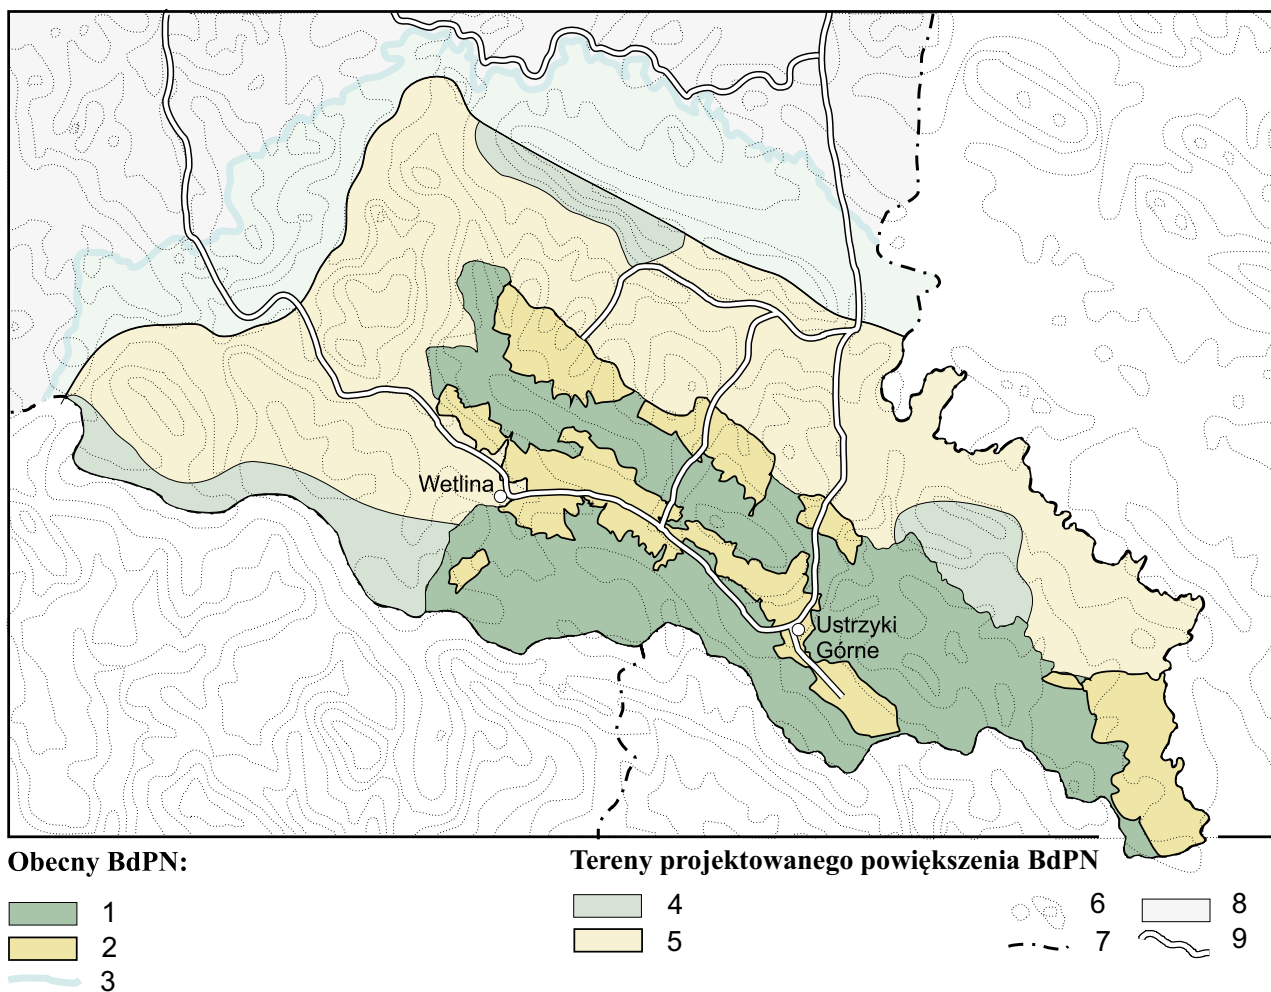 Wetlina
Ustrzyki
Górne
Obecny BdPN:
1
2
3
Tereny projektowanego powiększenia BdPN
4
5
6
7
8
9